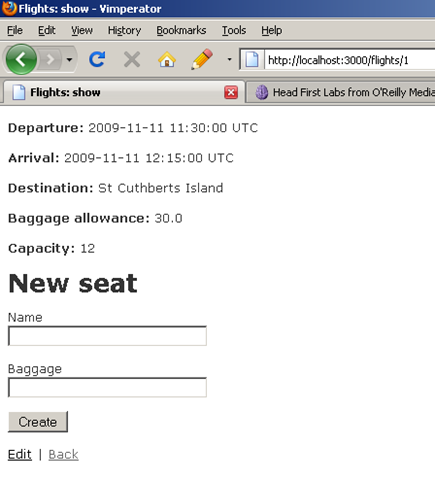 Flights: show - Vimperator
File Edit View History Bookmarks Tools Help
http://localhost:3000/flights/1
Flights: show Head First Labs from O'Reilly Media
Departure: 2009-11-11 11:30:00 UTC
Arrival: 2009-11-11 12:15:00 UTC
Destination: St Cuthberts Island
Baggage allowance: 30.0
Capacity: 12
New seat
Name
Baggage
Create
Edit | Back